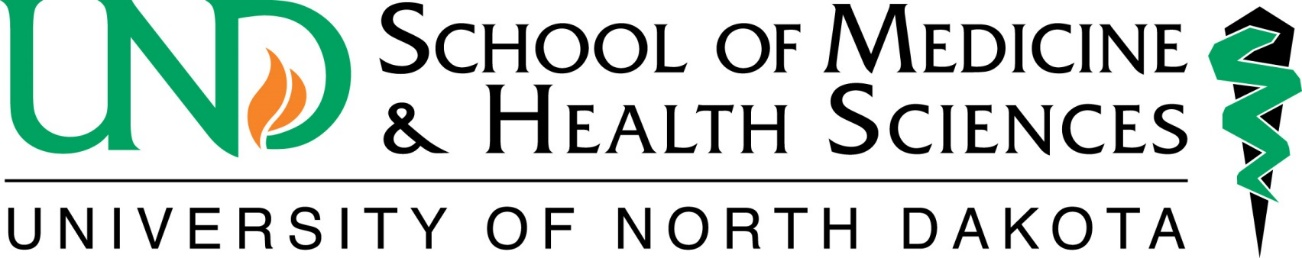 UND SCHOOL OF MEDICINE
& HEALTH SCIENCES
UNIVERSITY OF NORTH DAKOTA